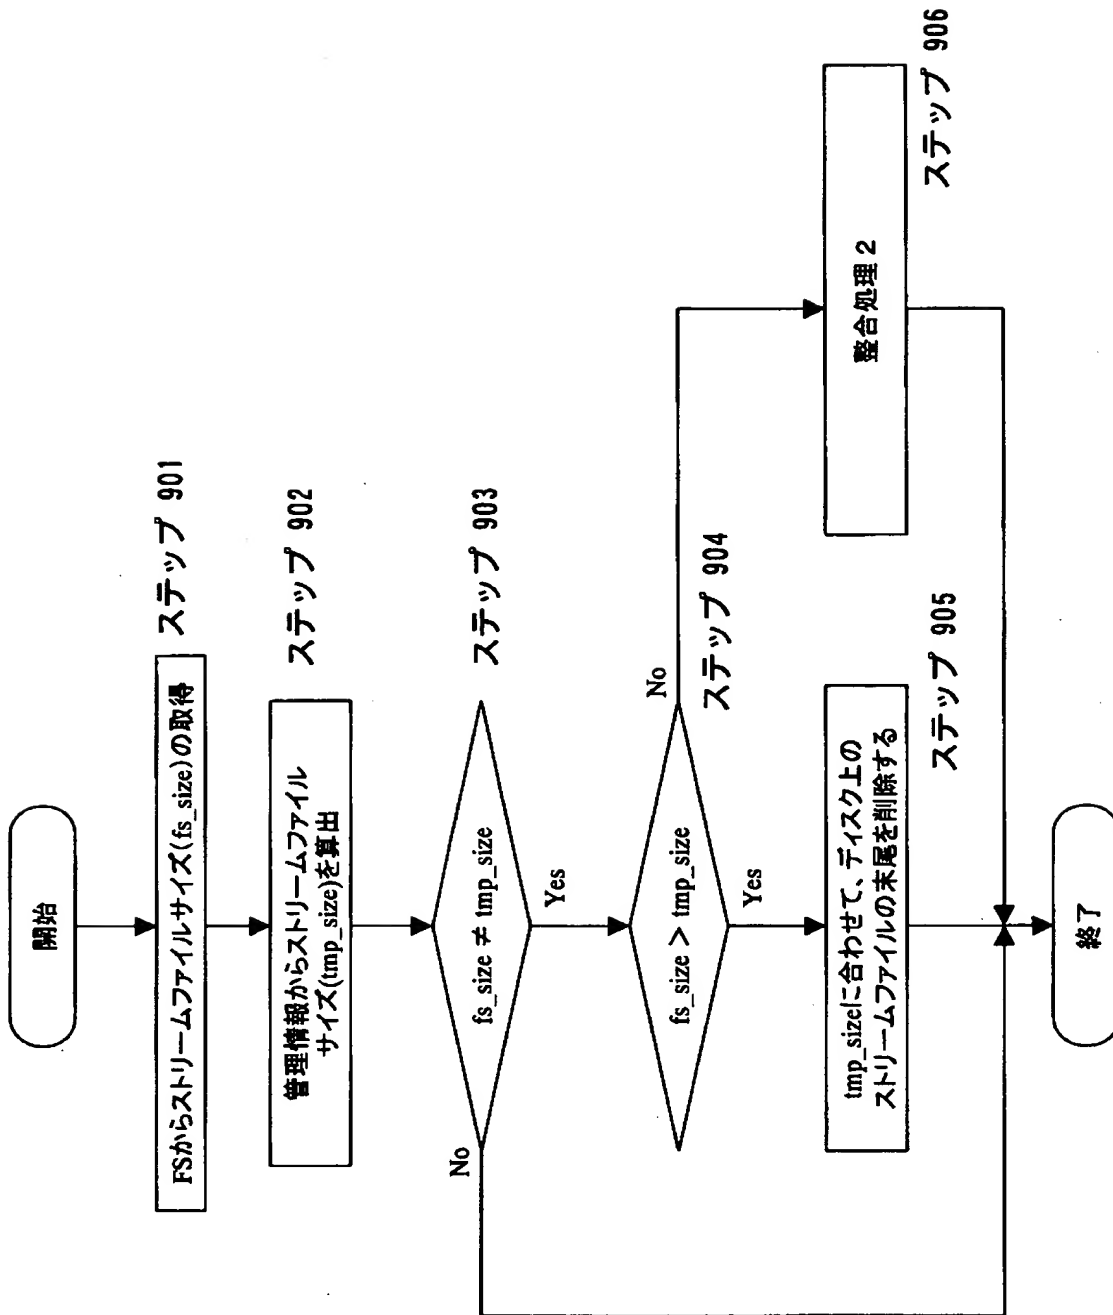 開始
FSからストリームファイルサイズ(fs_size)の取得
ステップ 901
管理情報からストリームファイル
サイズ(tmp_size)を算出
ステップ 902
fs_size ≠ tmp_size
ステップ 903
No
Yes
fs_size > tmp_size
ステップ 904
No
Yes
tmp_sizeに合わせて、ディスク上の
ストリームファイルの末尾を削除する
ステップ 905
整合処理 2
ステップ 906
終了